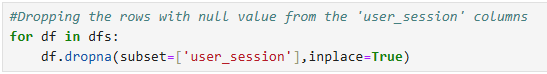 #Dropping the rows with null value from the 'user_session' columns
for df in dfs:
    df.dropna(subset=['user_session'],inplace=True)